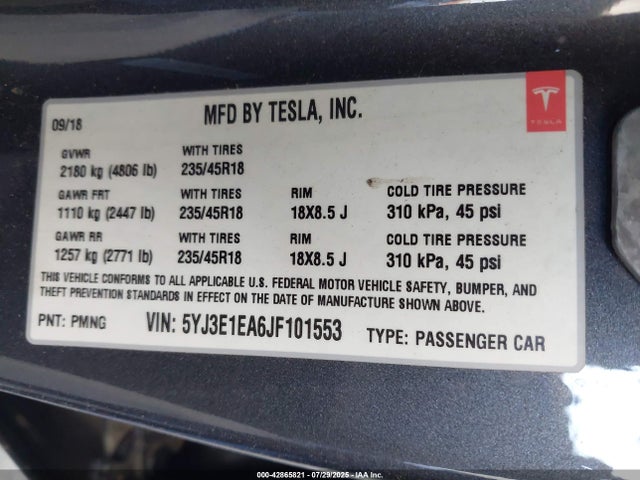 09/18
MFD BY TESLA, INC.
TESLA
GVWR WITH TIRES
2180 kg (4806 lb) 235/45R18
GAWR FRT WITH TIRES RIM COLD TIRE PRESSURE
1110 kg (2447 lb) 235/45R18 18X8.5 J 310 kPa, 45 psi
GAWR RR WITH TIRES RIM COLD TIRE PRESSURE
1257 kg (2771 lb) 235/45R18 18X8.5 J 310 kPa, 45 psi
THIS VEHICLE CONFORMS TO ALL APPLICABLE U.S. FEDERAL MOTOR VEHICLE SAFETY, BUMPER, AND
THEFT PREVENTION STANDARDS IN EFFECT ON THE DATE OF MANUFACTURE SHOWN ABOVE.
PNT: PMNG VIN: 5YJ3E1EA6JF101553 TYPE: PASSENGER CAR
000-42865821 - 07/29/2025 - IAA Inc.